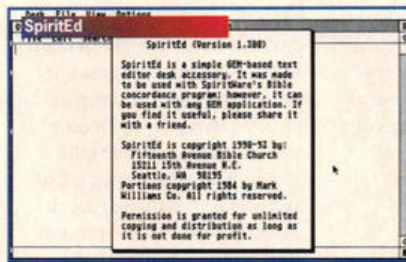 Desk File View Options
SpiritEd
File Edit Search
SpiritEd (Version 1.380)
SpiritEd is a simple GEM-based text
editor desk accessory. It was made
to be used with SpiritWare's Bible
concordance program; however, it can
be used with any GEM application. If
you find it useful, please share it
with a friend.
SpiritEd is copyright 1990-92 by:
Fifteenth Avenue Bible Church
15211 15th Avenue N.E.
Seattle, WA 98155
Portions copyright 1984 by Mark
Williams Co. All rights reserved.
Permission is granted for unlimited
copying and distribution as long as
it is not done for profit.